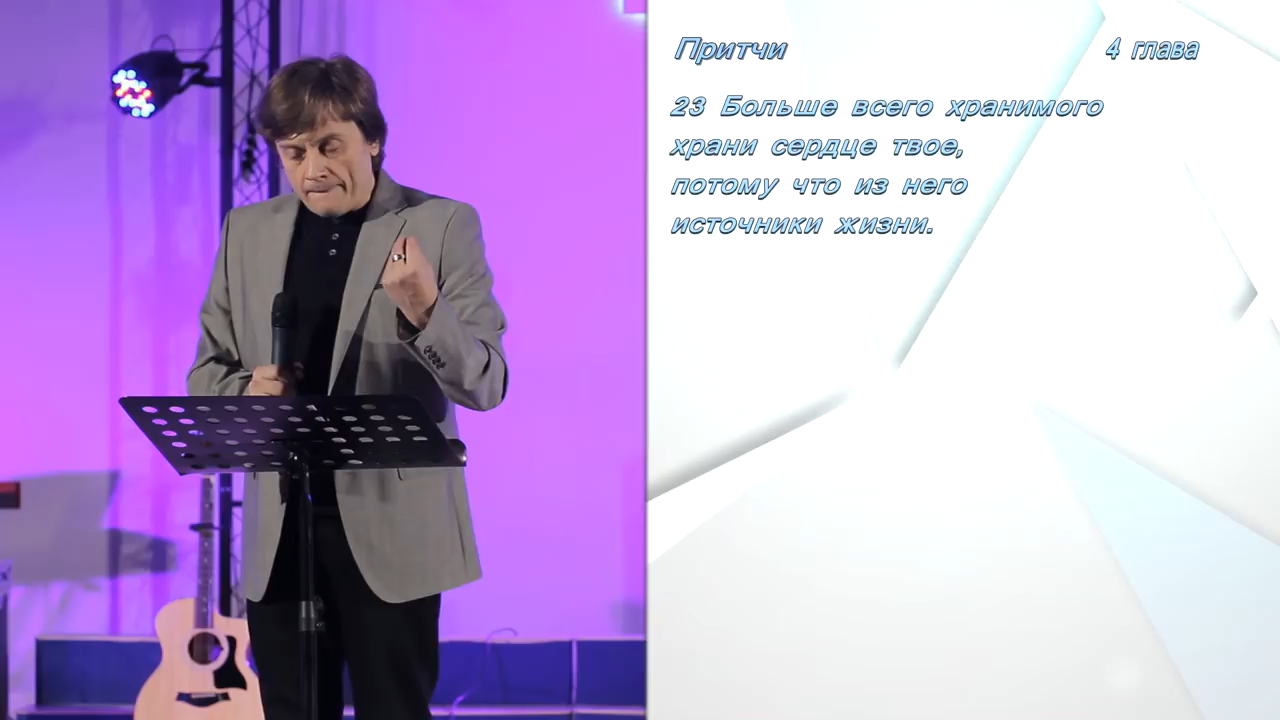 Притчи 4 глава
23 Больше всего хранимого
храни сердце твое,
потому что из него
источники жизни.